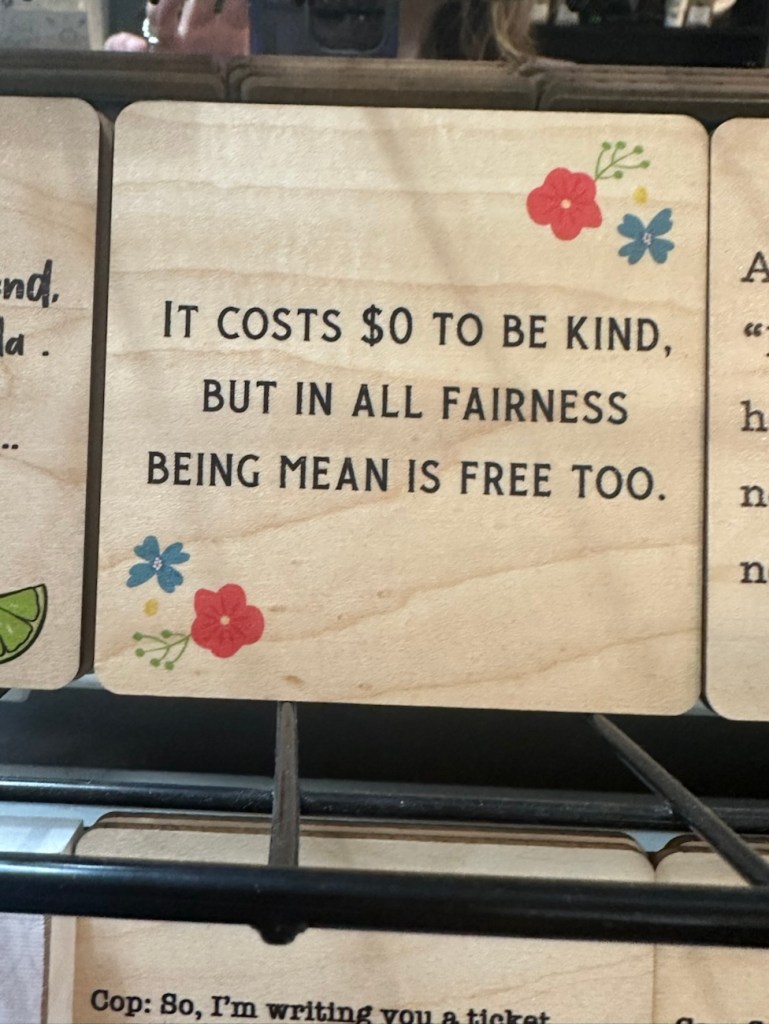 IT COSTS $0 TO BE KIND,
BUT IN ALL FAIRNESS
BEING MEAN IS FREE TOO.
Cop: So, I'm writing you a ticket